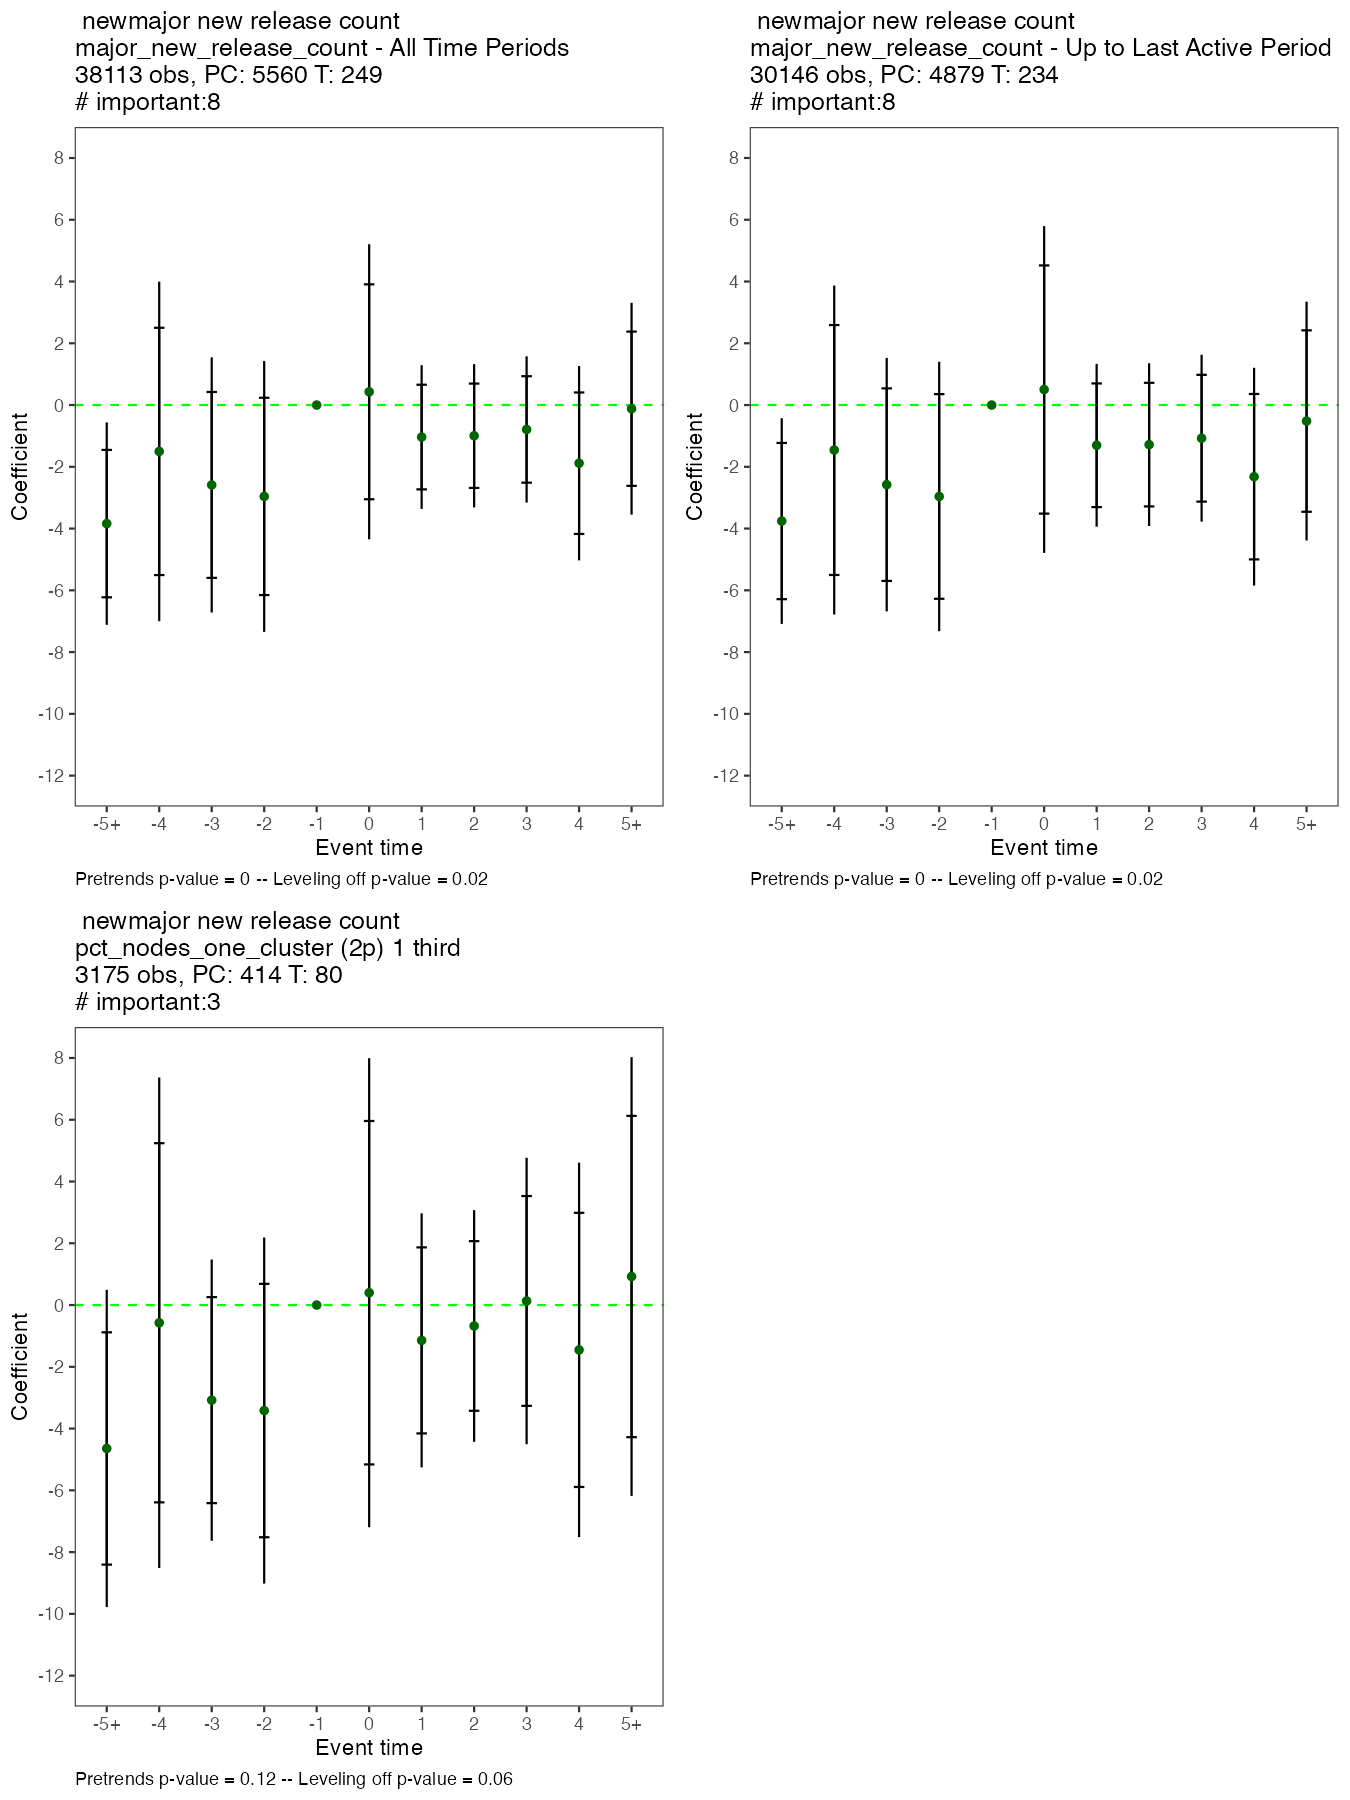 newmajor new release count
major_new_release_count - All Time Periods
38113 obs, PC: 5560 T: 249
# important:8
8
6
4
2
0
-2
-4
-6
-8
-10
-12
Coefficient
-5+ -4 -3 -2 -1 0 1 2 3 4 5+
Event time
Pretrends p-value = 0 -- Leveling off p-value = 0.02
newmajor new release count
major_new_release_count - Up to Last Active Period
30146 obs, PC: 4879 T: 234
# important:8
8
6
4
2
0
-2
-4
-6
-8
-10
-12
Coefficient
-5+ -4 -3 -2 -1 0 1 2 3 4 5+
Event time
Pretrends p-value = 0 -- Leveling off p-value = 0.02
newmajor new release count
pct_nodes_one_cluster (2p) 1 third
3175 obs, PC: 414 T: 80
# important:3
8
6
4
2
0
-2
-4
-6
-8
-10
-12
Coefficient
-5+ -4 -3 -2 -1 0 1 2 3 4 5+
Event time
Pretrends p-value = 0.12 -- Leveling off p-value = 0.06